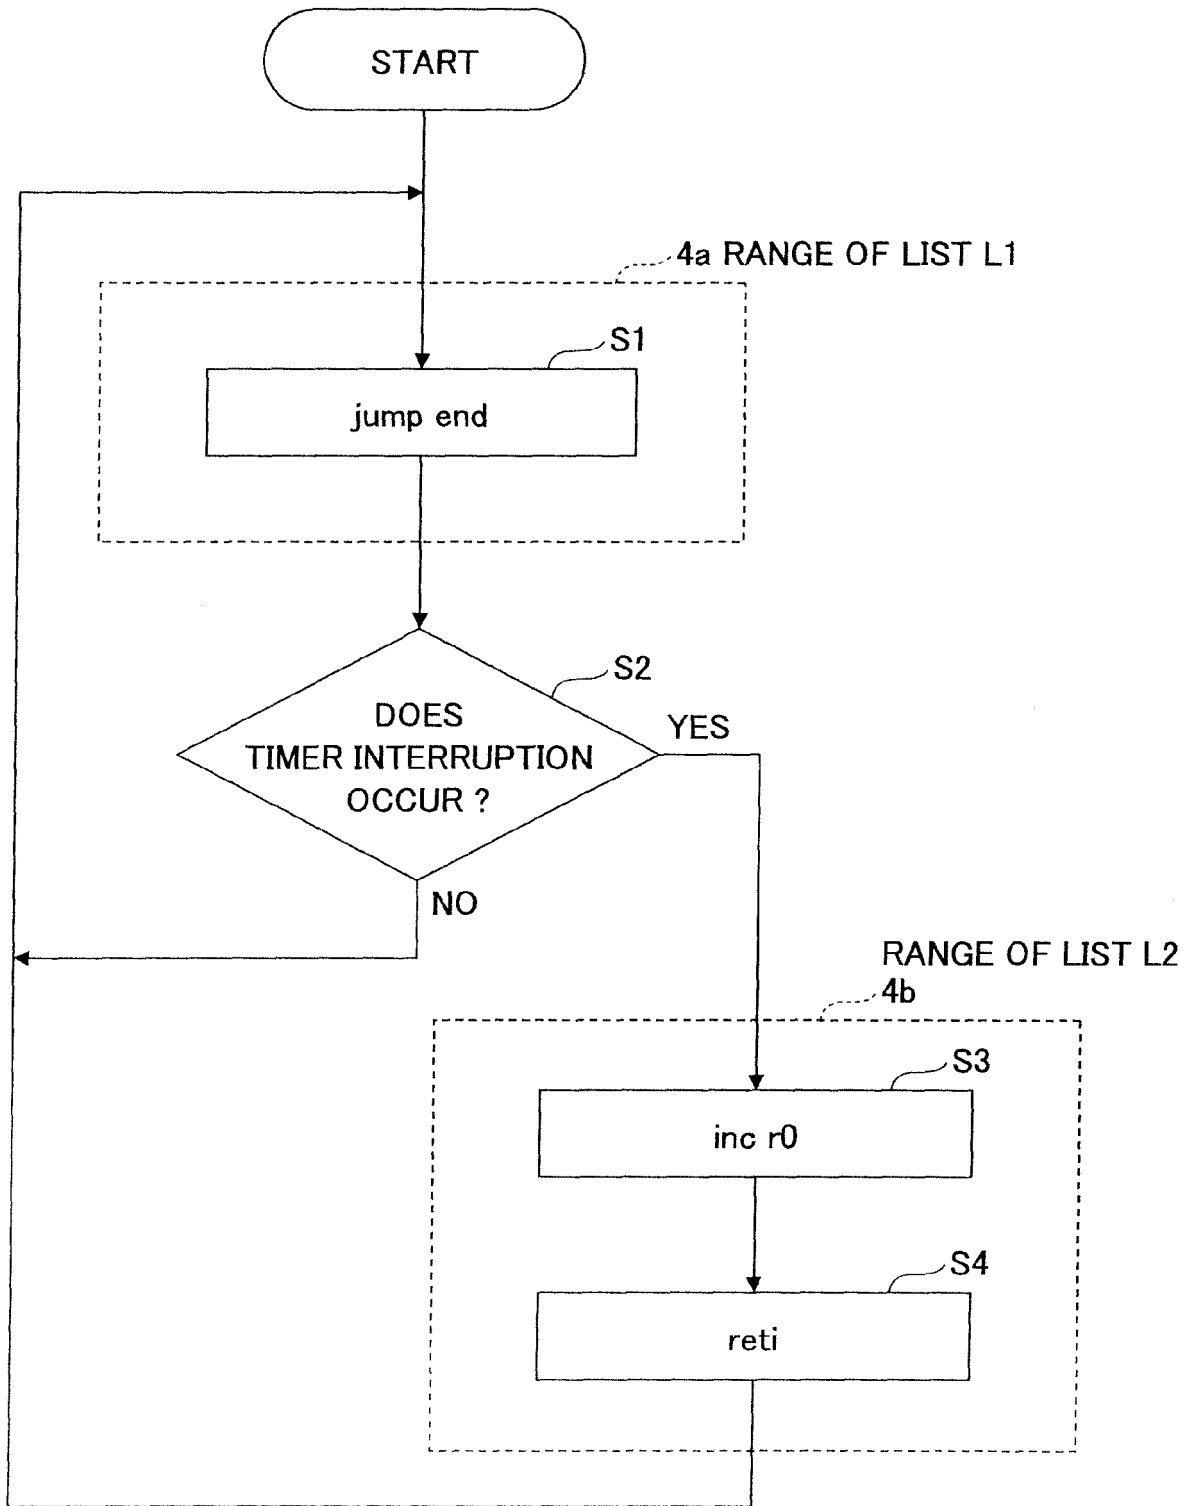 START
4a RANGE OF LIST L1
S1
jump end
S2
DOES
TIMER INTERRUPTION
OCCUR ?
YES
NO
RANGE OF LIST L2
4b
S3
inc r0
S4
reti